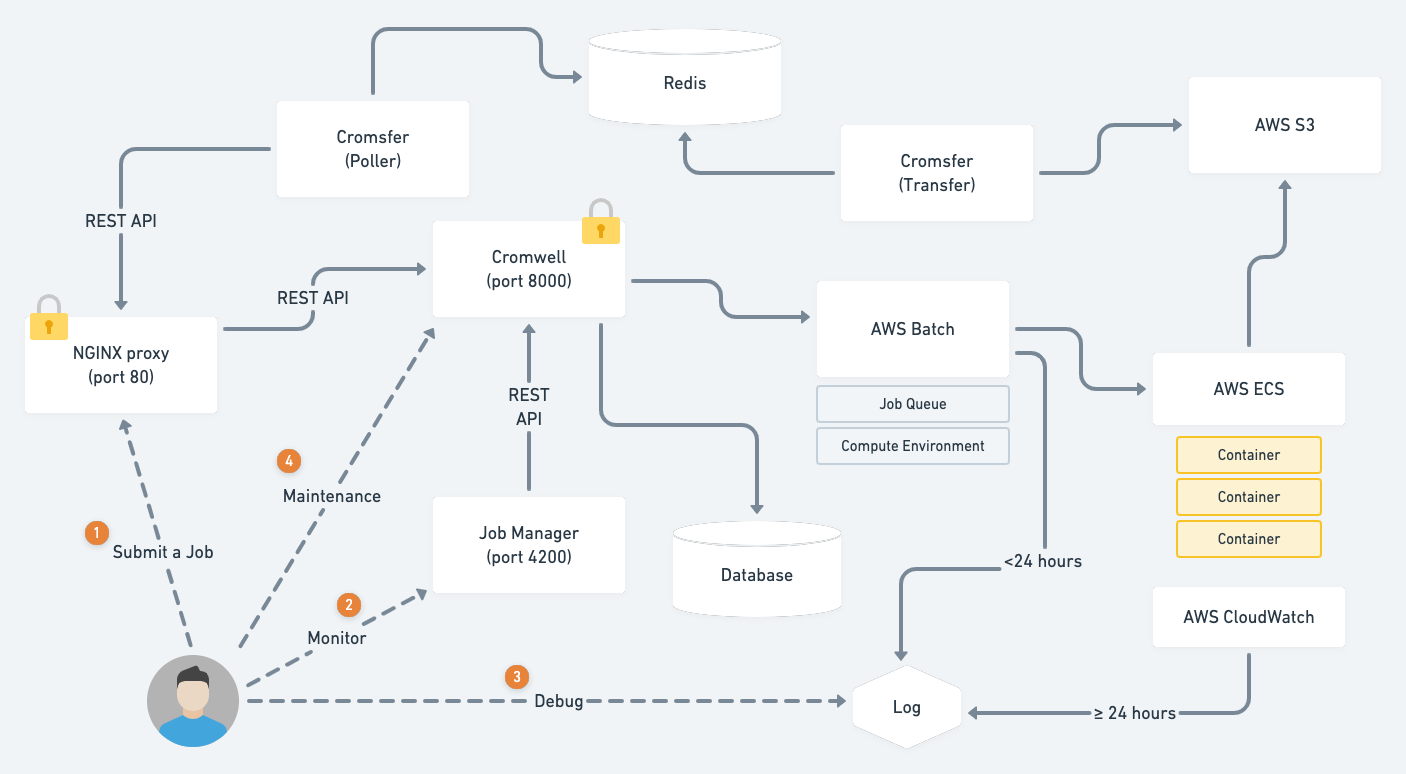 Redis
Cromsfer
(Poller)
AWS S3
Cromsfer
(Transfer)
REST API
Cromwell
(port 8000)
REST API
NGINX proxy
(port 80)
AWS Batch
Job Queue
Compute Environment
AWS ECS
Container
Container
Container
REST
API
4
Maintenance
1
Submit a Job
Job Manager
(port 4200)
Database
<24 hours
2
Monitor
AWS CloudWatch
3
Debug
Log
≥ 24 hours